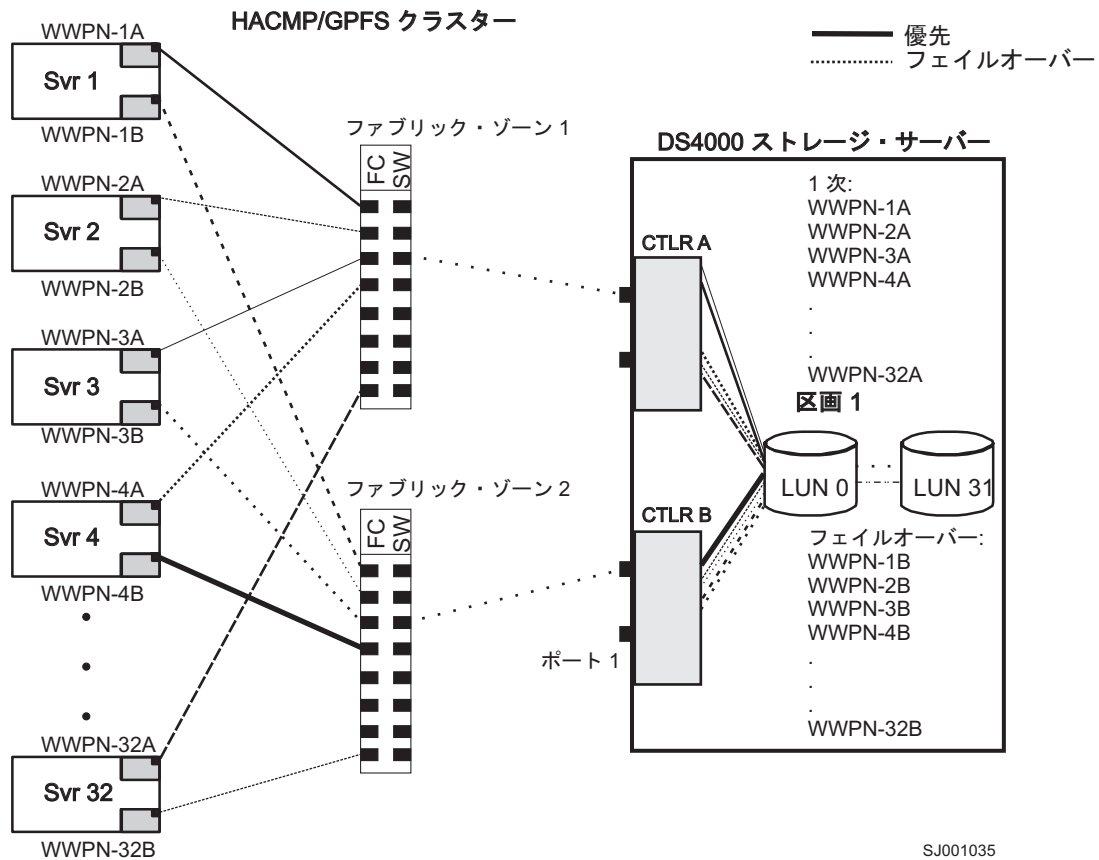 HACMP/GPFS クラスター
優先
フェイルオーバー
WWPN-1A
Svr 1
WWPN-1B
WWPN-2A
Svr 2
WWPN-2B
WWPN-3A
Svr 3
WWPN-3B
WWPN-4A
Svr 4
WWPN-4B
WWPN-32A
Svr 32
WWPN-32B
ファブリック・ゾーン 1
FC
SW
ファブリック・ゾーン 2
FC
SW
DS4000 ストレージ・サーバー
CTLR A
1 次:
WWPN-1A
WWPN-2A
WWPN-3A
WWPN-4A
.
.
.
WWPN-32A
区画 1
LUN 0
LUN 31
CTLR B
ポート 1
フェイルオーバー:
WWPN-1B
WWPN-2B
WWPN-3B
WWPN-4B
.
.
.
WWPN-32B
SJ001035